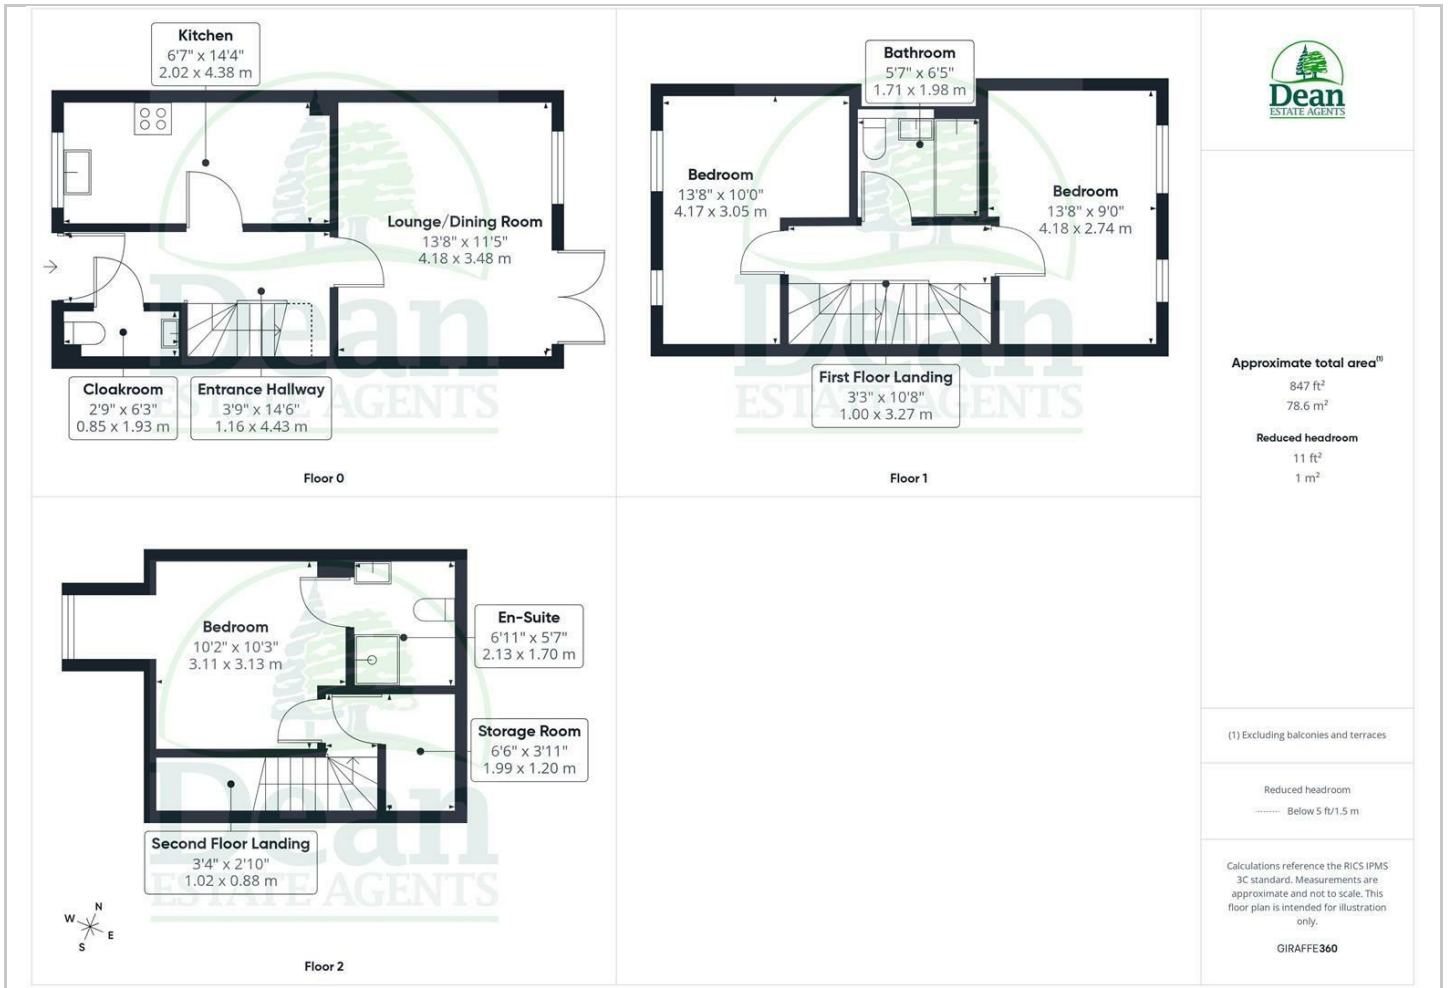 Kitchen
6'7" x 14'4"
2.02 x 4.38 m
Lounge/Dining Room
13'8" x 11'5"
4.18 x 3.48 m
Cloakroom
2'9" x 6'3"
0.85 x 1.93 m
Entrance Hallway
3'9" x 14'6"
1.16 x 4.43 m
Dean
ESTATE AGENTS
Floor 0
Bathroom
5'7" x 6'5"
1.71 x 1.98 m
Bedroom
13'8" x 10'0"
4.17 x 3.05 m
Bedroom
13'8" x 9'0"
4.18 x 2.74 m
First Floor Landing
3'3" x 10'8"
1.00 x 3.27 m
Dean
ESTATE AGENTS
Floor 1
Bedroom
10'2" x 10'3"
3.11 x 3.13 m
En-Suite
6'11" x 5'7"
2.13 x 1.70 m
Storage Room
6'6" x 3'11"
1.99 x 1.20 m
Second Floor Landing
3'4" x 2'10"
1.02 x 0.88 m
Dean
ESTATE AGENTS
N
W
E
S
Floor 2
Dean
ESTATE AGENTS
Approximate total area(1)
847 ft²
78.6 m²
Reduced headroom
11 ft²
1 m²
(1) Excluding balconies and terraces
Reduced headroom
Below 5 ft/1.5 m
Calculations reference the RICS IPMS
3C standard. Measurements are
approximate and not to scale. This
floor plan is intended for illustration
only.
GIRAFFE360